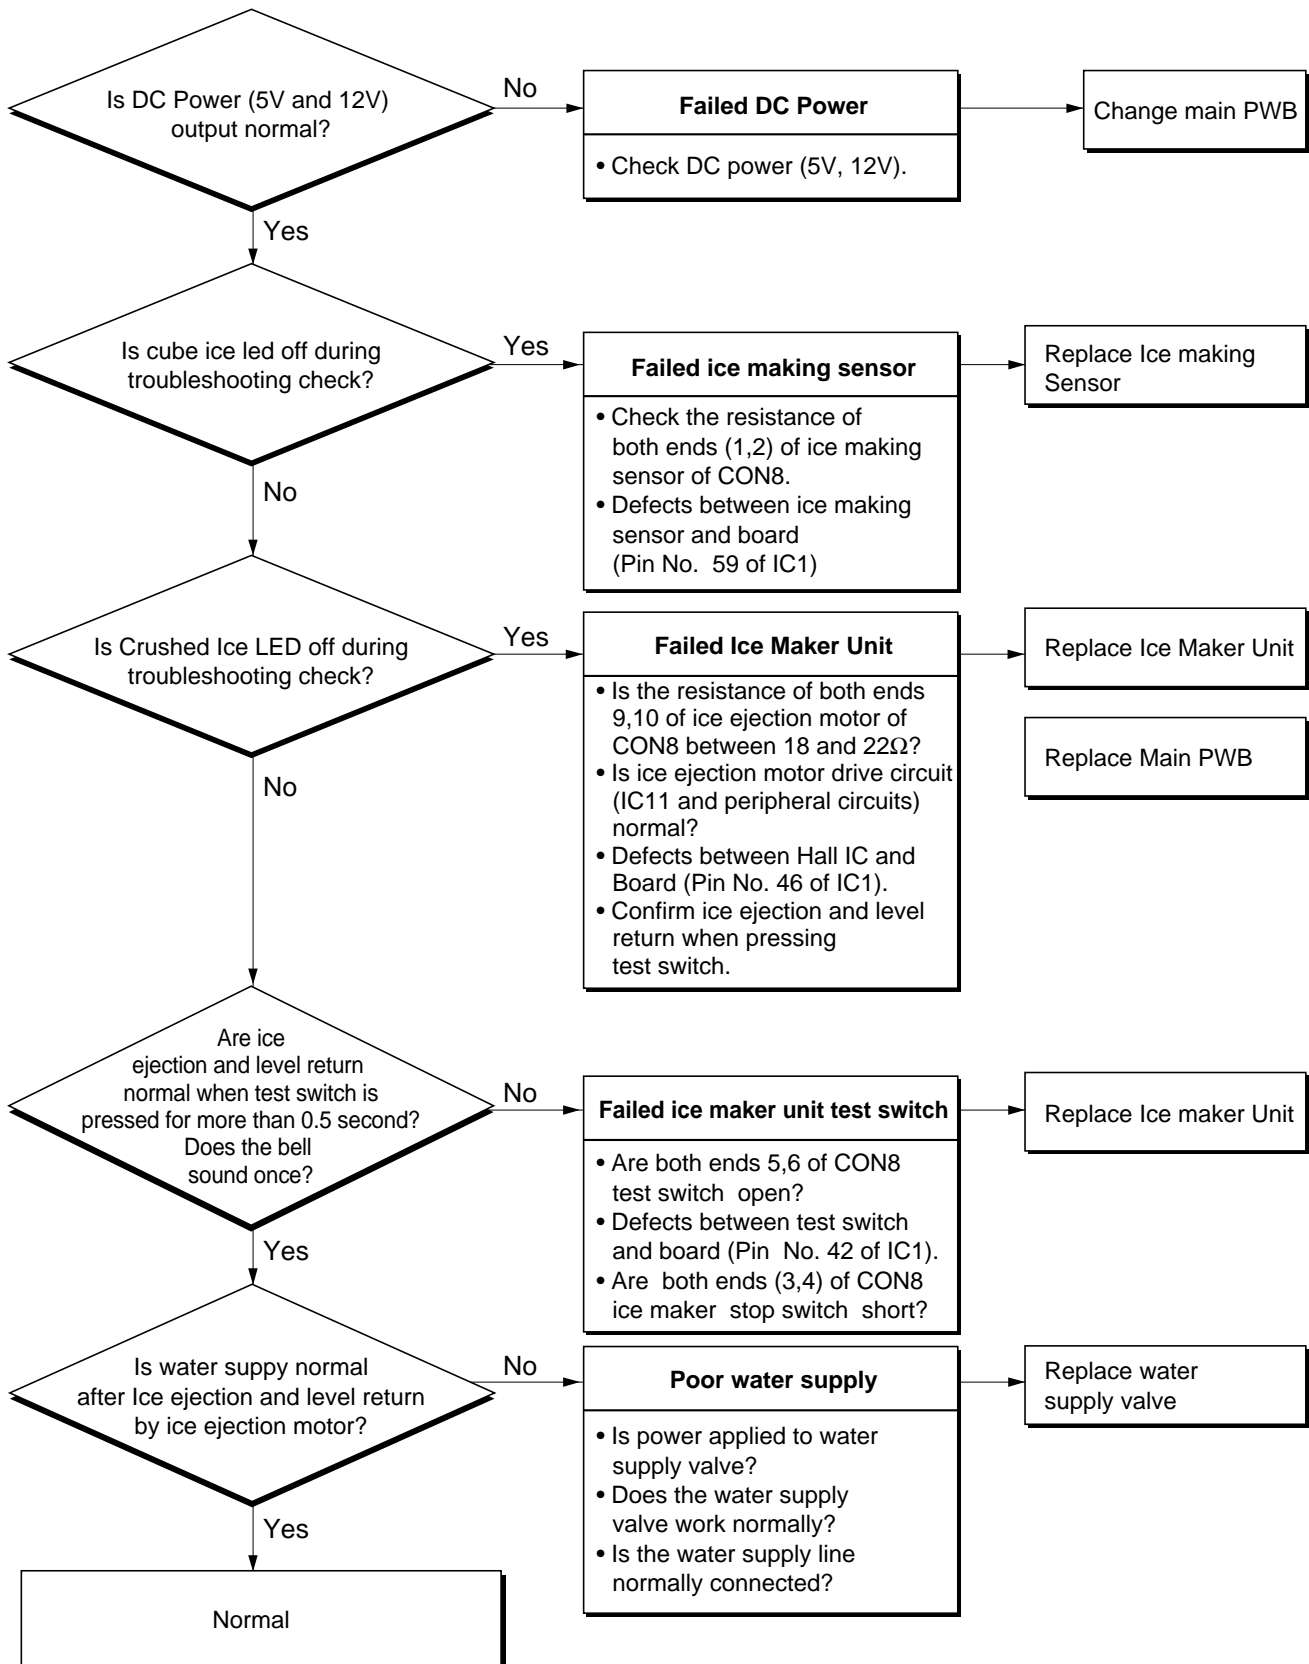 Is DC Power (5V and 12V)
output normal?
No
Failed DC Power
• Check DC power (5V, 12V).
Change main PWB
Yes
Is cube ice led off during
troubleshooting check?
Yes
Failed ice making sensor
• Check the resistance of
both ends (1,2) of ice making
sensor of CON8.
• Defects between ice making
sensor and board
(Pin No. 59 of IC1)
Replace Ice making
Sensor
No
Is Crushed Ice LED off during
troubleshooting check?
Yes
Failed Ice Maker Unit
• Is the resistance of both ends
9,10 of ice ejection motor of
CON8 between 18 and 22Ω?
• Is ice ejection motor drive circuit
(IC11 and peripheral circuits)
normal?
• Defects between Hall IC and
Board (Pin No. 46 of IC1).
• Confirm ice ejection and level
return when pressing
test switch.
Replace Ice Maker Unit
Replace Main PWB
No
Are ice
ejection and level return
normal when test switch is
pressed for more than 0.5 second?
Does the bell
sound once?
No
Failed ice maker unit test switch
• Are both ends 5,6 of CON8
test switch open?
• Defects between test switch
and board (Pin No. 42 of IC1).
• Are both ends (3,4) of CON8
ice maker stop switch short?
Replace Ice maker Unit
Yes
Is water suppy normal
after Ice ejection and level return
by ice ejection motor?
No
Poor water supply
• Is power applied to water
supply valve?
• Does the water supply
valve work normally?
• Is the water supply line
normally connected?
Replace water
supply valve
Yes
Normal